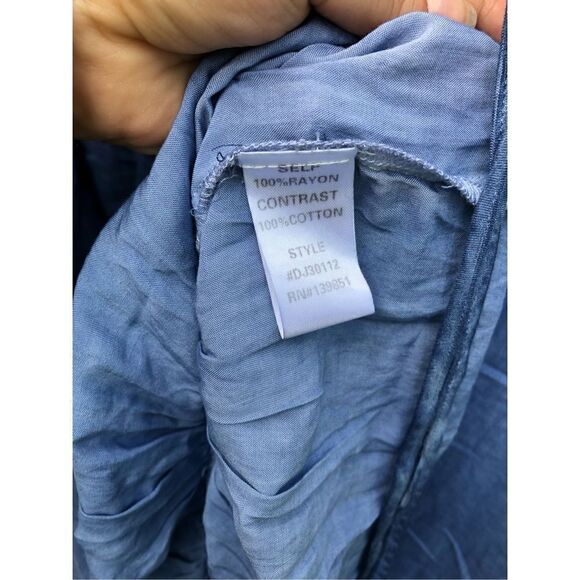 SELF
100%RAYON
CONTRAST
100%COTTON
STYLE
#DJ30112
RN#139851